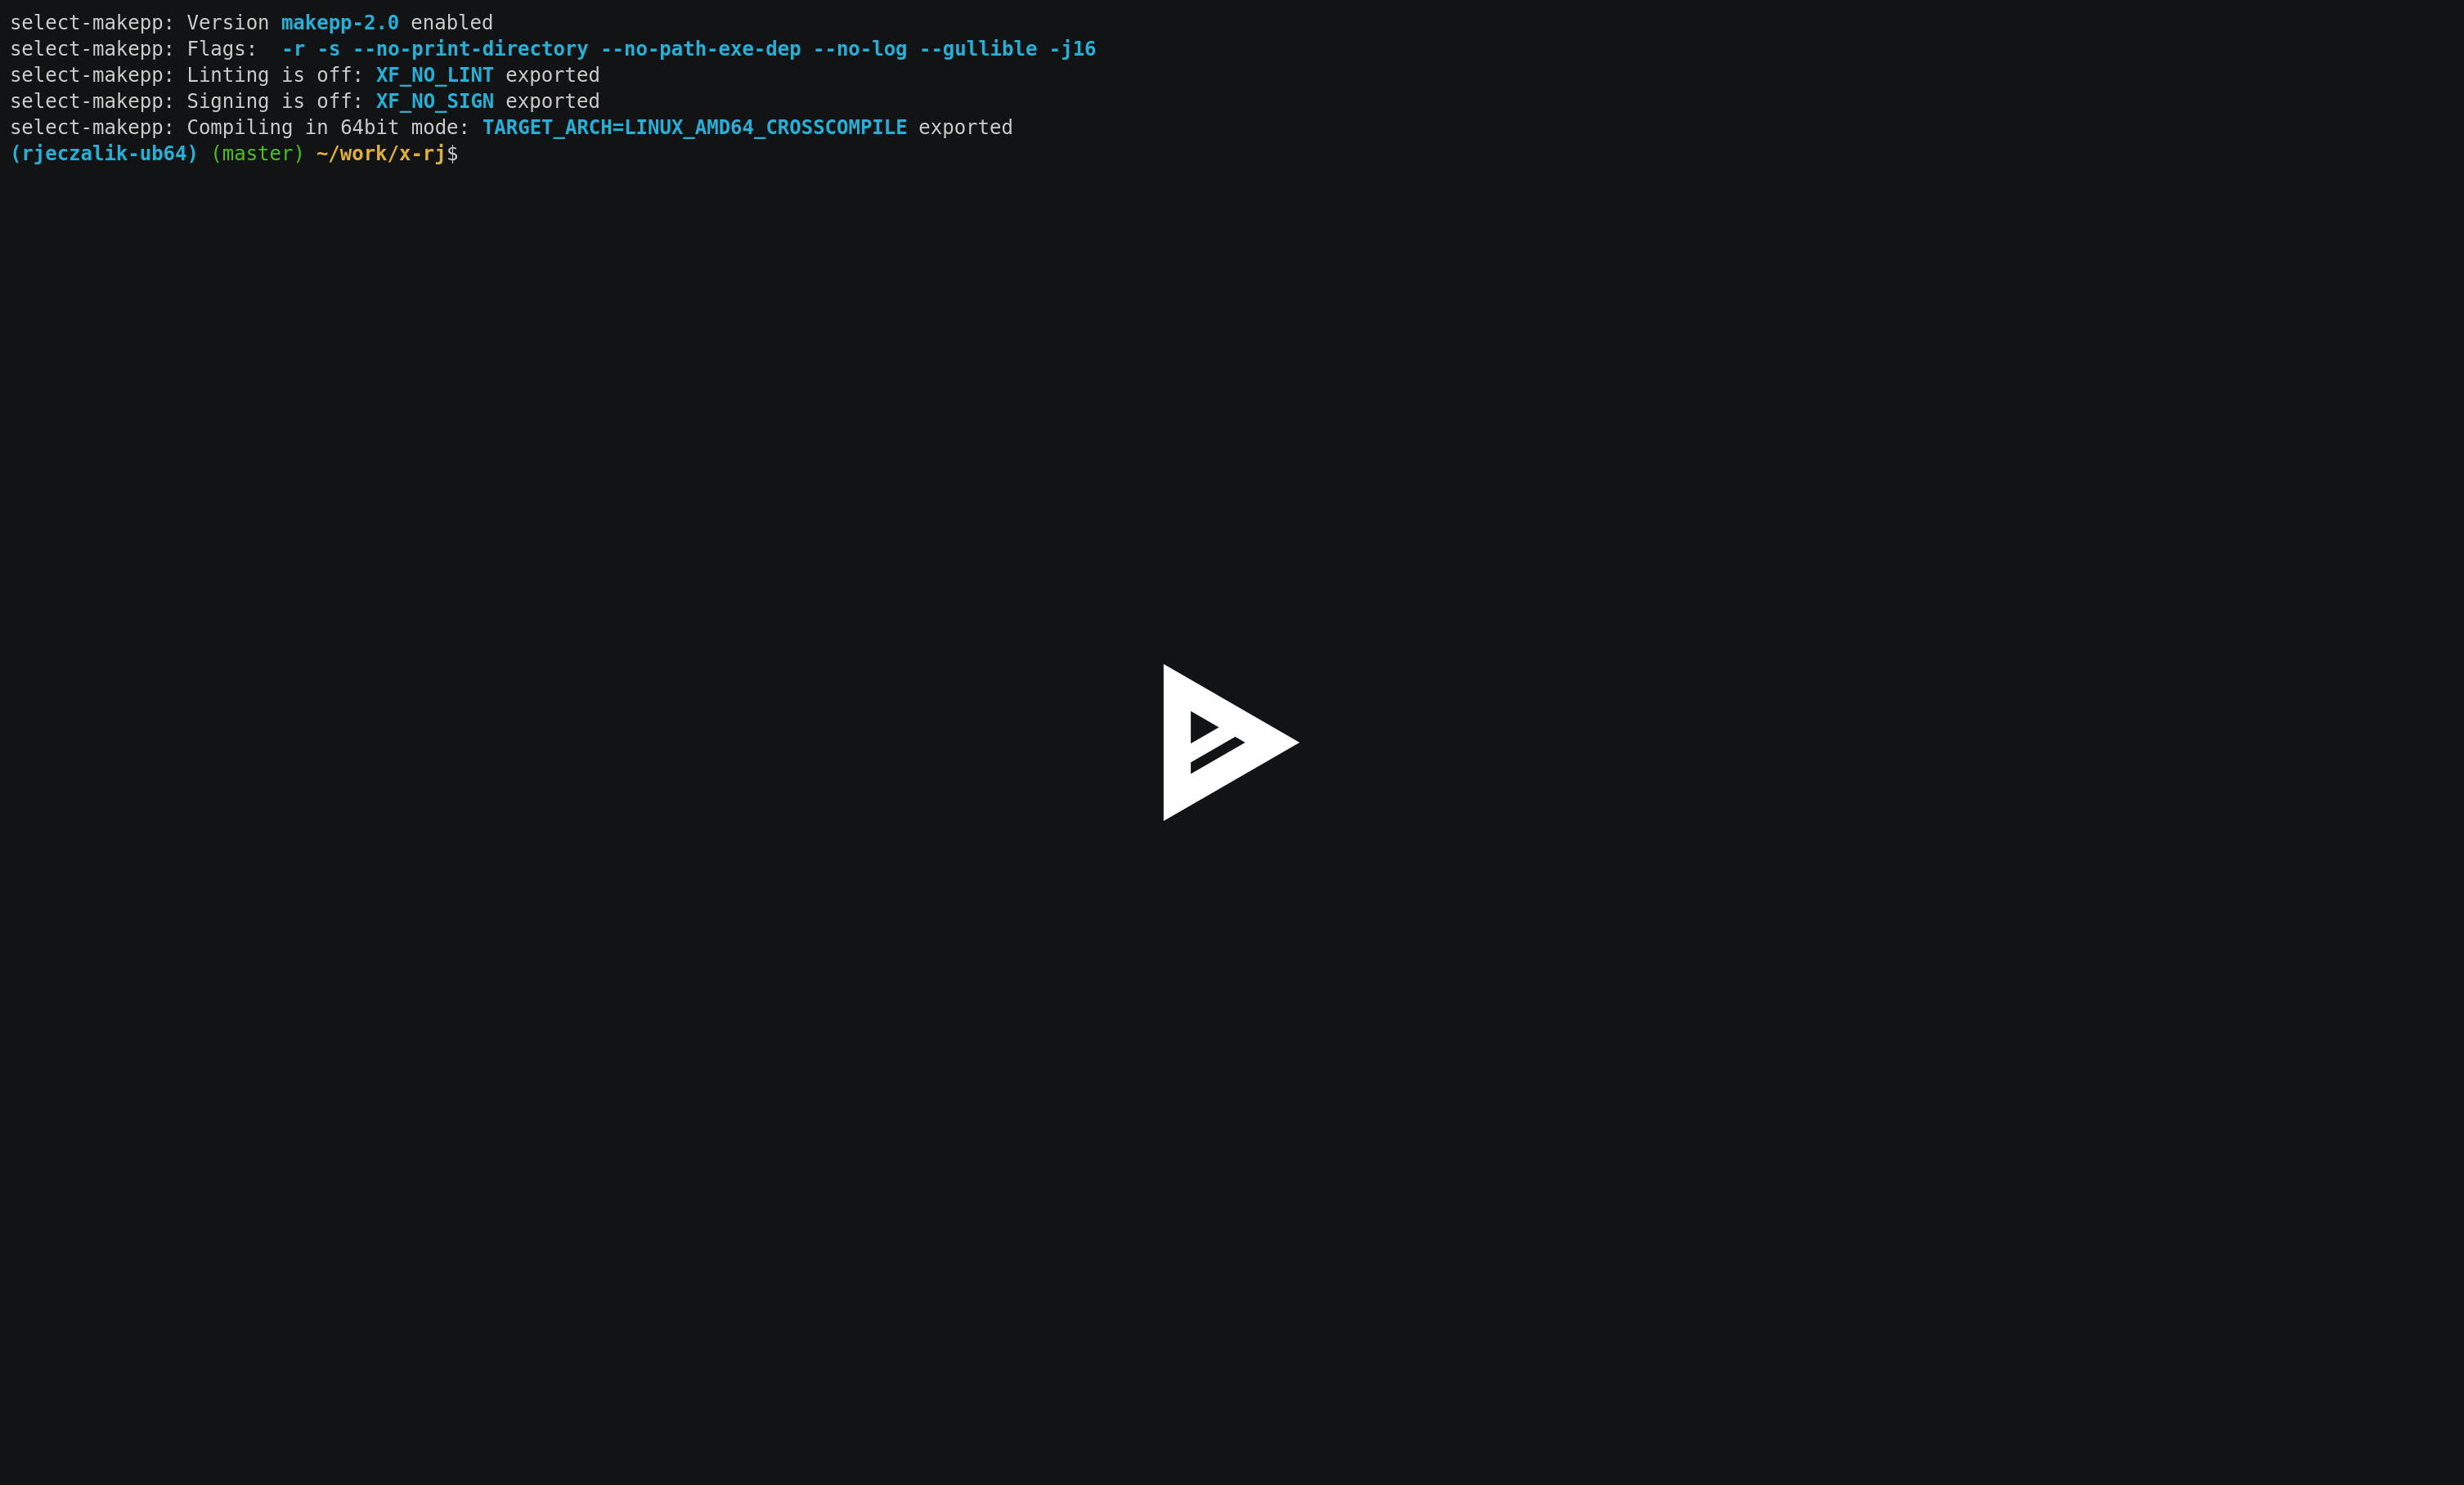 select-makepp: Version makepp-2.0 enabled
select-makepp: Flags:  -r -s --no-print-directory --no-path-exe-dep --no-log --gullible -j16
select-makepp: Linting is off: XF_NO_LINT exported
select-makepp: Signing is off: XF_NO_SIGN exported
select-makepp: Compiling in 64bit mode: TARGET_ARCH=LINUX_AMD64_CROSSCOMPILE exported
(rjeczalik-ub64) (master) ~/work/x-rj$